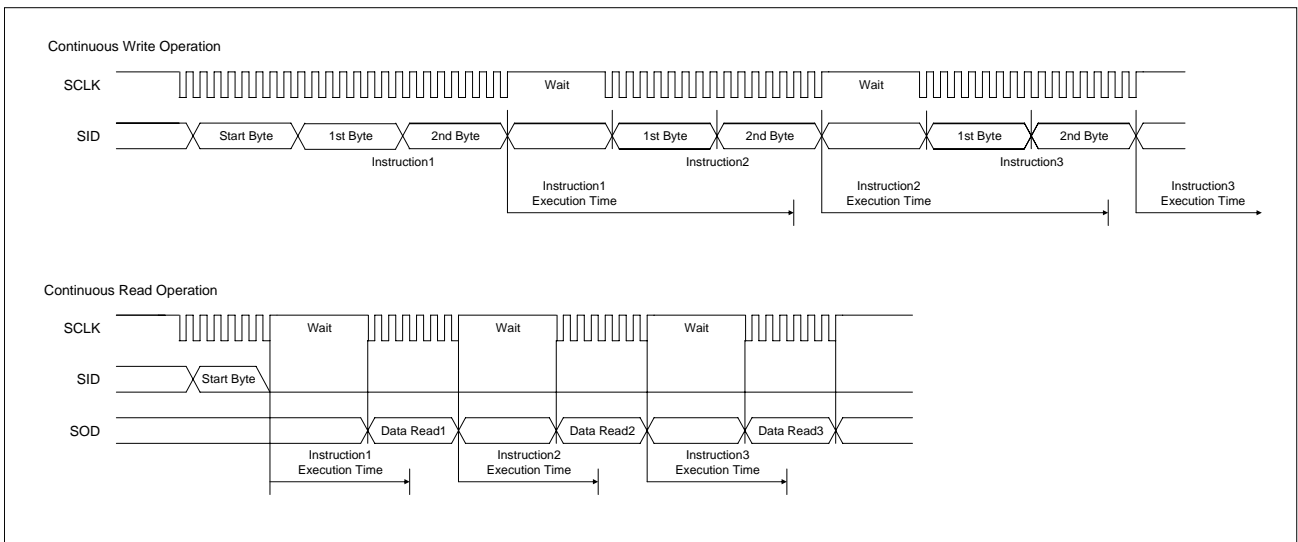 Continuous Write Operation
SCLK Wait Wait
SID Start Byte 1st Byte 2nd Byte 1st Byte 2nd Byte 1st Byte 2nd Byte
Instruction1 Instruction2 Instruction3
Instruction1 Instruction2 Instruction3
Execution Time Execution Time Execution Time
Continuous Read Operation
SCLK Wait Wait Wait
SID Start Byte
SOD Data Read1 Data Read2 Data Read3
Instruction1 Instruction2 Instruction3
Execution Time Execution Time Execution Time